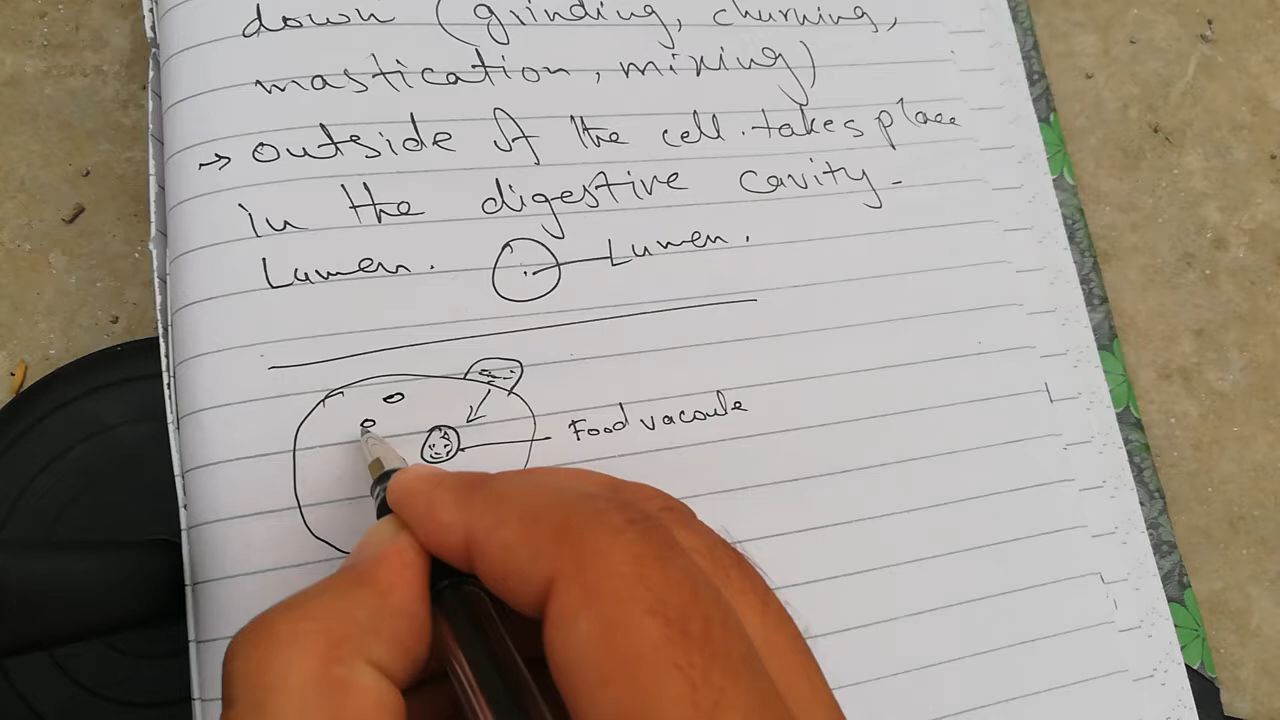 down (grinding, churning,
mastication, mixing)
→ outside of the cell. takes place
in the digestive cavity-
Lumen. Lumen.
Food vacoule